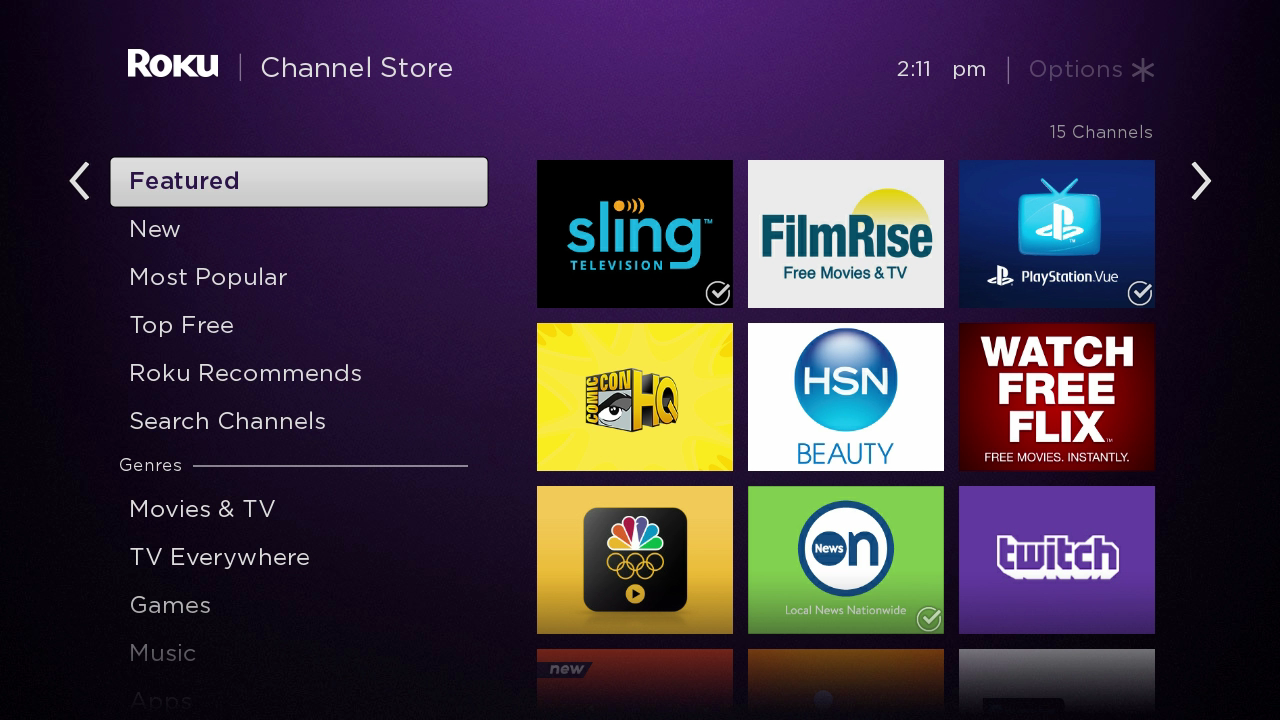 Roku | Channel Store
2:11 pm | Options
15 Channels
Featured
New
Most Popular
Top Free
Roku Recommends
Search Channels
Genres
Movies & TV
TV Everywhere
Games
Music
Apps
sling™
TELEVISION
FilmRise
Free Movies & TV
PlayStation.Vue
COMIC CON HQ
HSN
BEAUTY
WATCH
FREE
FLIX™
FREE MOVIES. INSTANTLY.
News on
Local News Nationwide
twitch
new